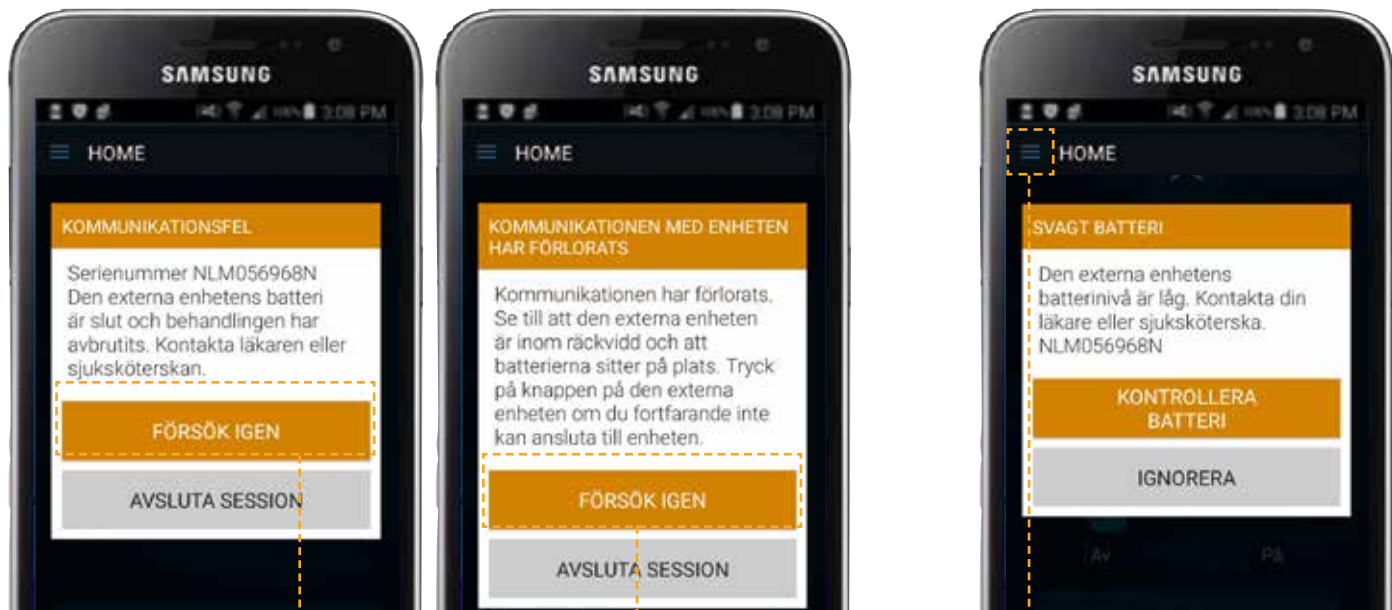 SAMSUNG
3:08 PM
HOME
KOMMUNIKATIONSFEL
Serienummer NLM056968N
Den externa enhetens batteri
är slut och behandlingen har
avbrutits. Kontakta läkaren eller
sjuksköterskan.
FÖRSÖK IGEN
AVSLUTA SESSION
SAMSUNG
3:08 PM
HOME
KOMMUNIKATIONEN MED ENHETEN
HAR FÖRLORATS
Kommunikationen har förlorats.
Se till att den externa enheten
är inom räckvidd och att
batterierna sitter på plats. Tryck
på knappen på den externa
enheten om du fortfarande inte
kan ansluta till enheten.
FÖRSÖK IGEN
AVSLUTA SESSION
SAMSUNG
3:08 PM
HOME
SVAGT BATTERI
Den externa enhetens
batterinivå är låg. Kontakta din
läkare eller sjuksköterska.
NLM056968N
KONTROLLERA
BATTERI
IGNORERA
Av På